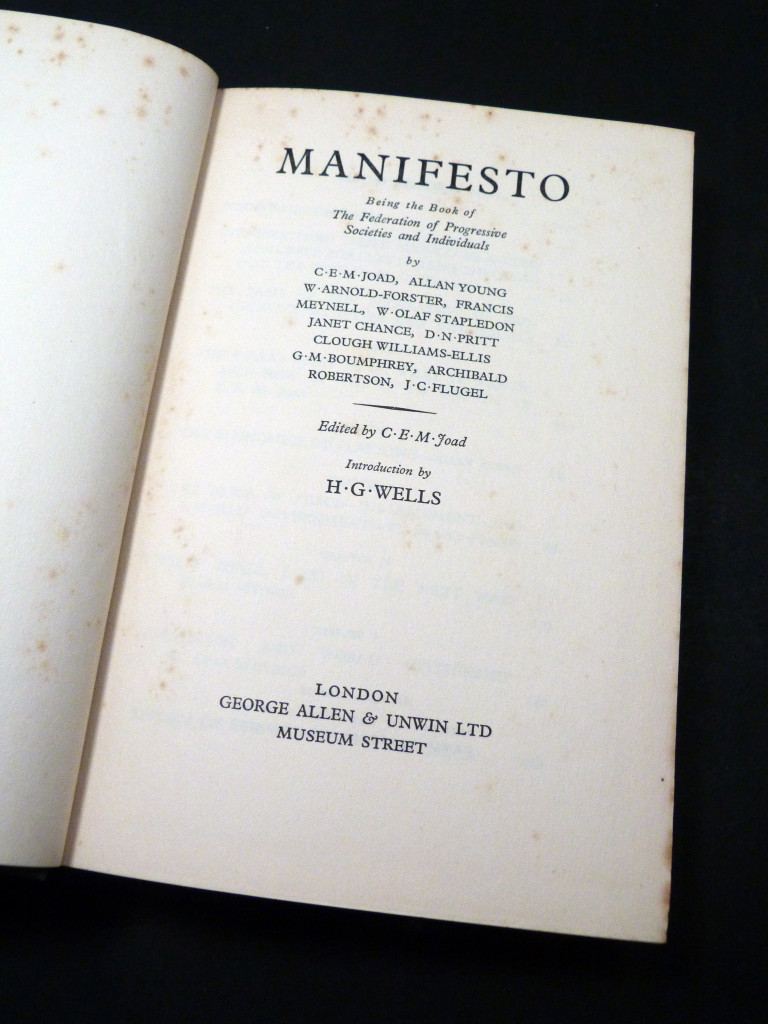 MANIFESTO
Being the Book of
The Federation of Progressive
Societies and Individuals
by
C·E·M·JOAD, ALLAN YOUNG
W·ARNOLD-FORSTER, FRANCIS
MEYNELL, W·OLAF STAPLEDON
JANET CHANCE, D·N·PRITT
CLOUGH WILLIAMS-ELLIS
G·M·BOUMPHREY, ARCHIBALD
ROBERTSON, J·C·FLUGEL
Edited by C·E·M·Joad
Introduction by
H·G·WELLS
LONDON
GEORGE ALLEN & UNWIN LTD
MUSEUM STREET